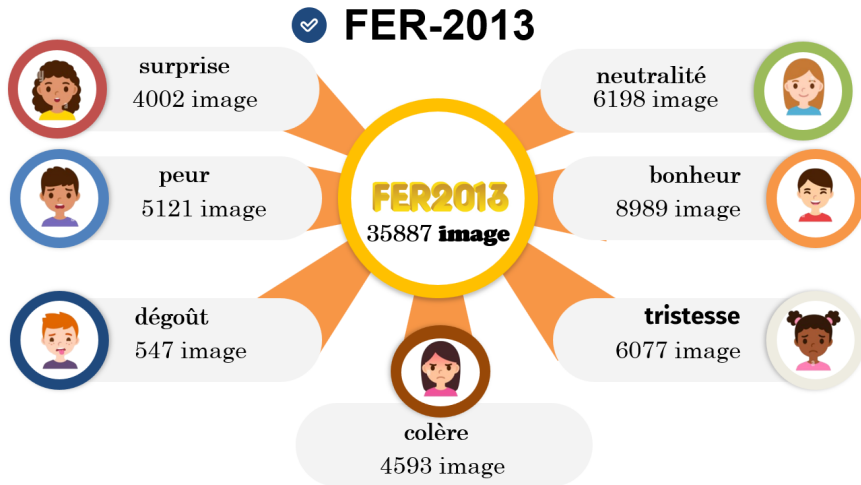 FER-2013
surprise
4002 image
neutralité
6198 image
peur
5121 image
bonheur
8989 image
FER2013
35887 image
dégoût
547 image
tristesse
6077 image
colère
4593 image